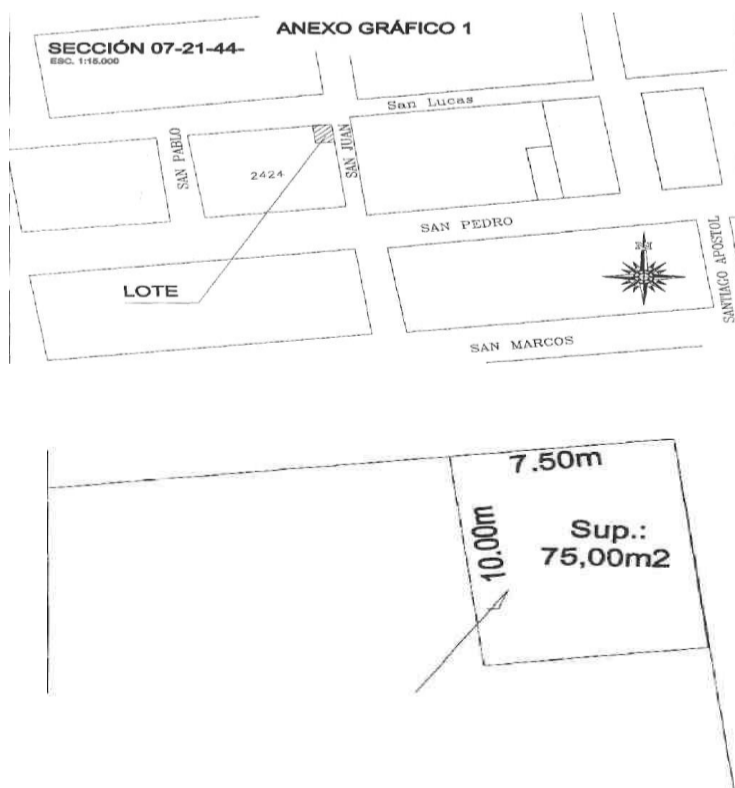 ANEXO GRÁFICO 1
SECCIÓN 07-21-44-
ESC. 1:15.000
San Lucas
SAN PABLO
SAN JUAN
2424
SAN PEDRO
LOTE
N
SANTIAGO APOSTOL
SAN MARCOS
7.50m
10.00m
Sup.:
75,00m2